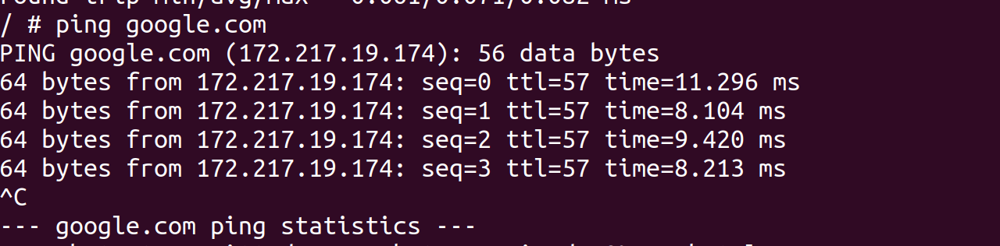 / # ping google.com
PING google.com (172.217.19.174): 56 data bytes
64 bytes from 172.217.19.174: seq=0 ttl=57 time=11.296 ms
64 bytes from 172.217.19.174: seq=1 ttl=57 time=8.104 ms
64 bytes from 172.217.19.174: seq=2 ttl=57 time=9.420 ms
64 bytes from 172.217.19.174: seq=3 ttl=57 time=8.213 ms
^C
--- google.com ping statistics ---